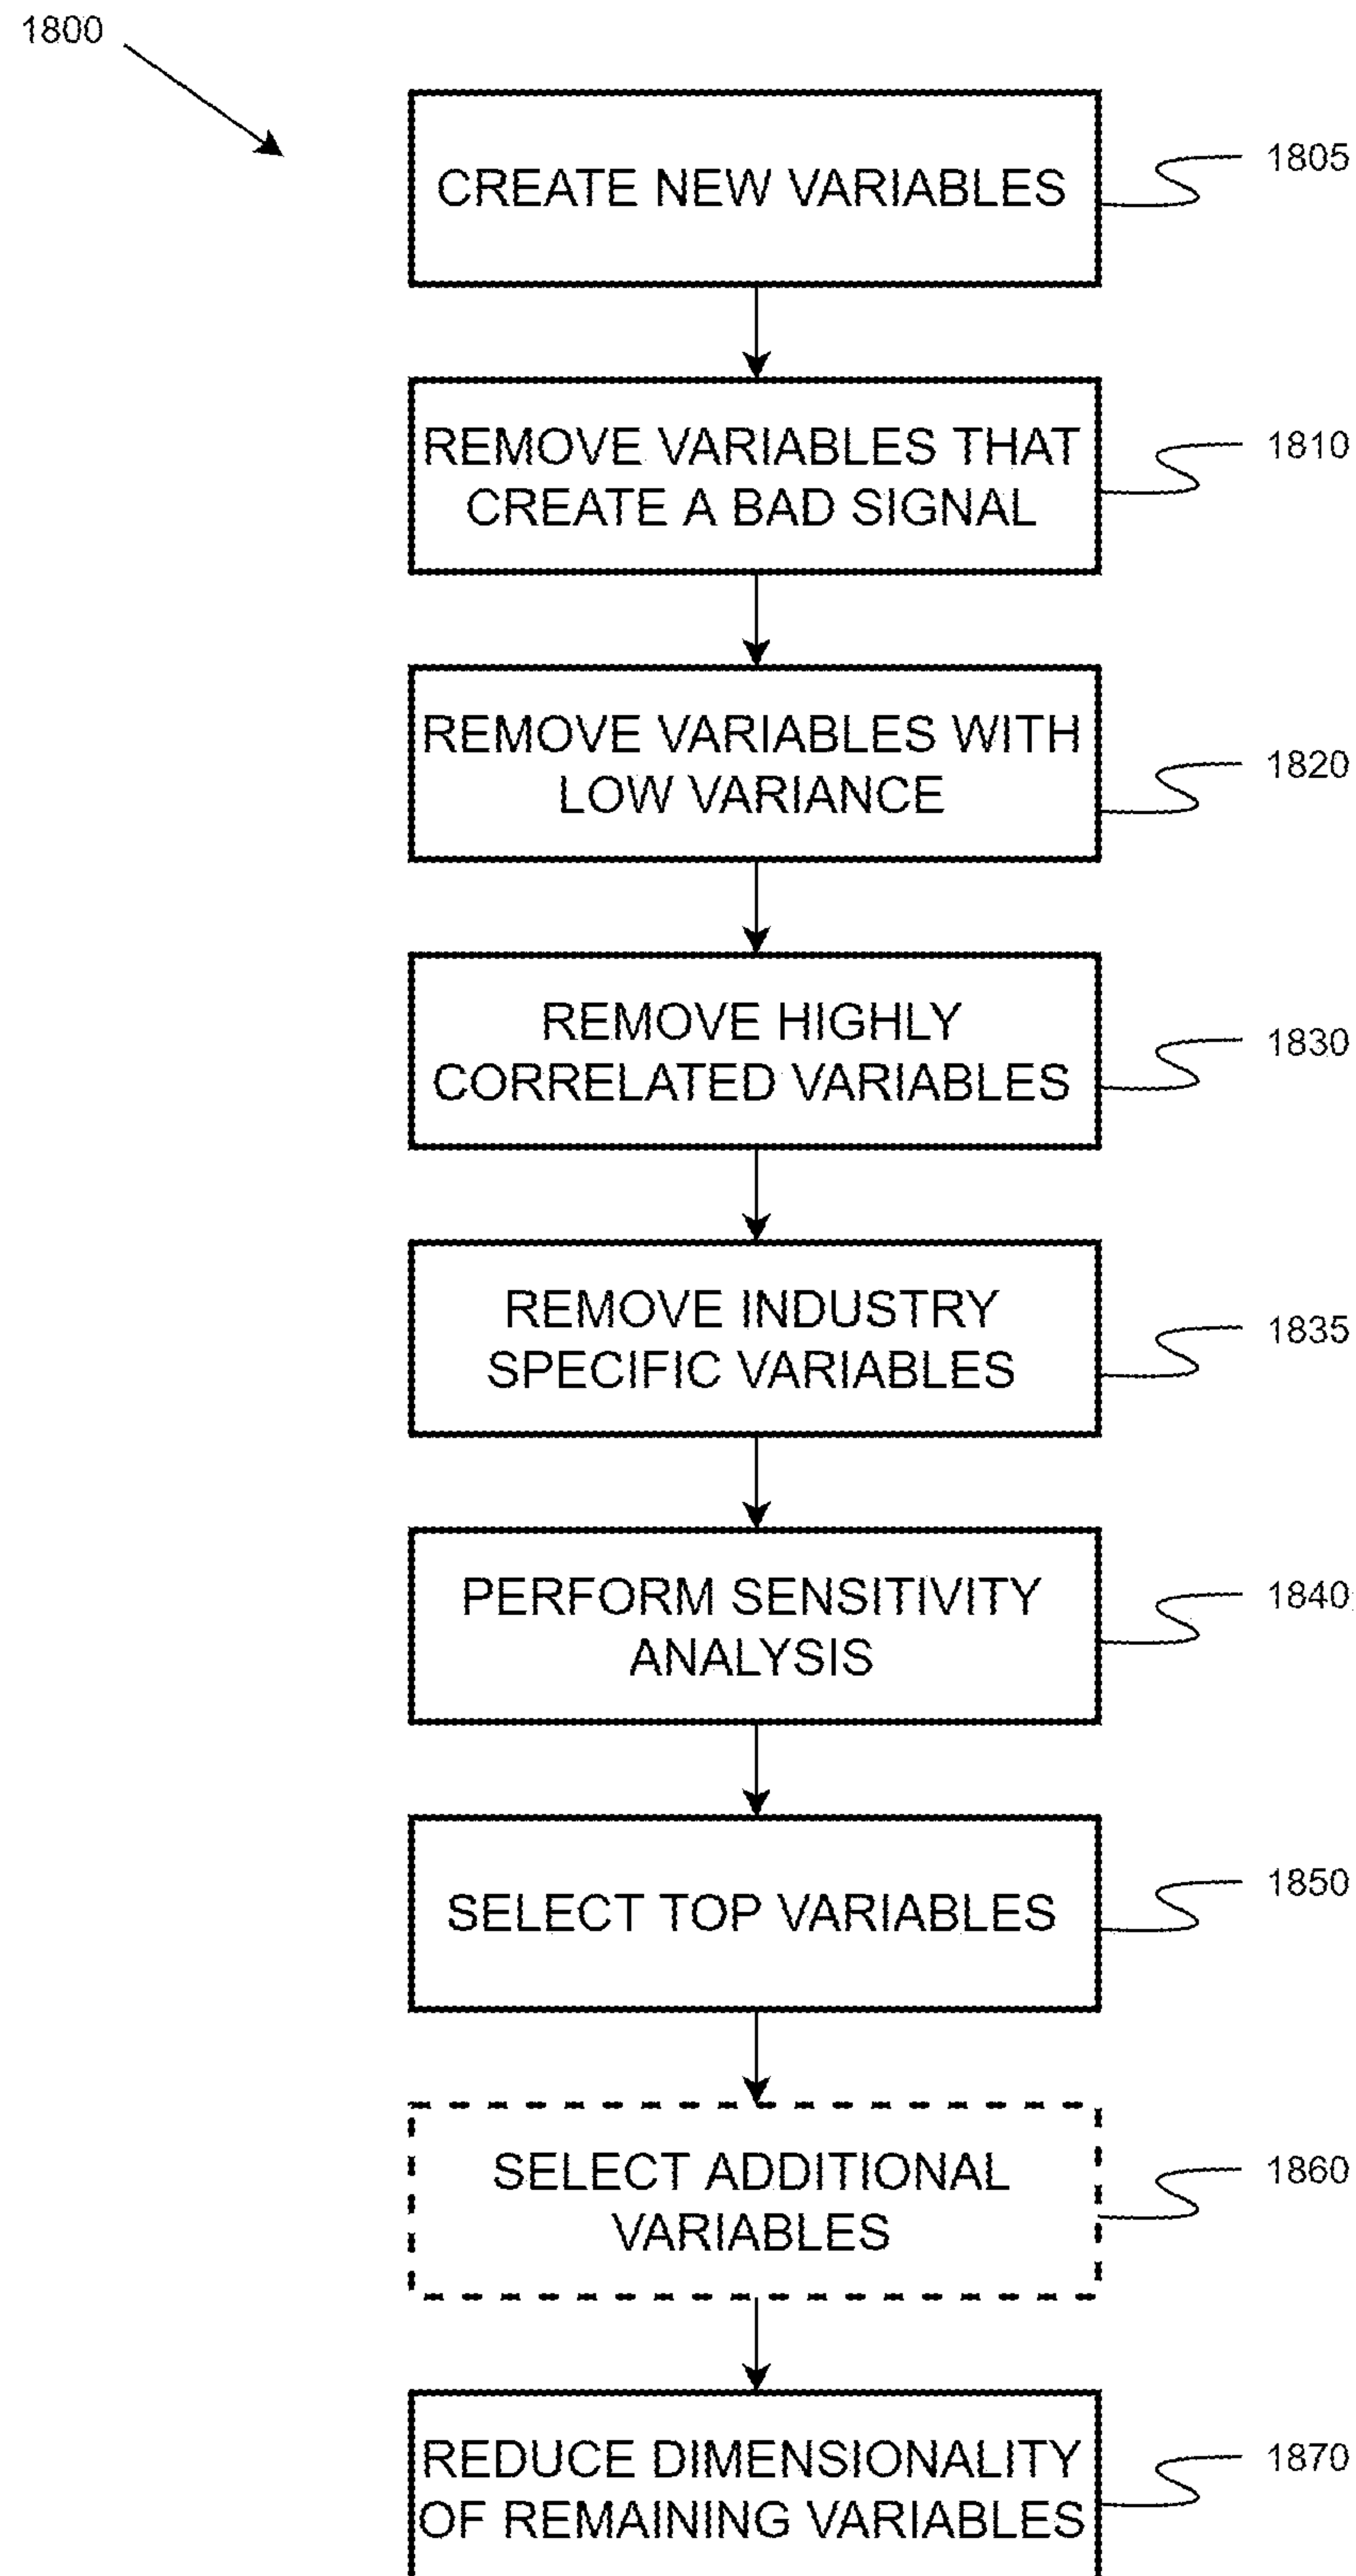 1800
CREATE NEW VARIABLES
1805
REMOVE VARIABLES THAT
CREATE A BAD SIGNAL
1810
REMOVE VARIABLES WITH
LOW VARIANCE
1820
REMOVE HIGHLY
CORRELATED VARIABLES
1830
REMOVE INDUSTRY
SPECIFIC VARIABLES
1835
PERFORM SENSITIVITY
ANALYSIS
1840
SELECT TOP VARIABLES
1850
SELECT ADDITIONAL
VARIABLES
1860
REDUCE DIMENSIONALITY
OF REMAINING VARIABLES
1870